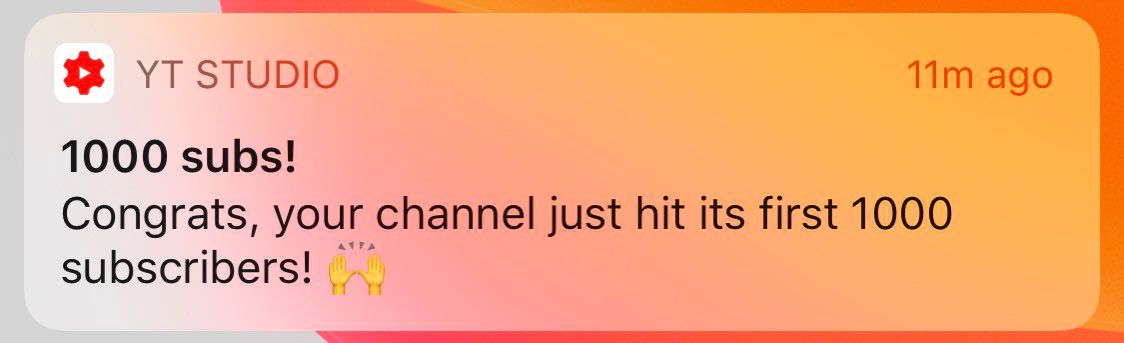 YT STUDIO
11m ago
1000 subs!
Congrats, your channel just hit its first 1000
subscribers! 🙌